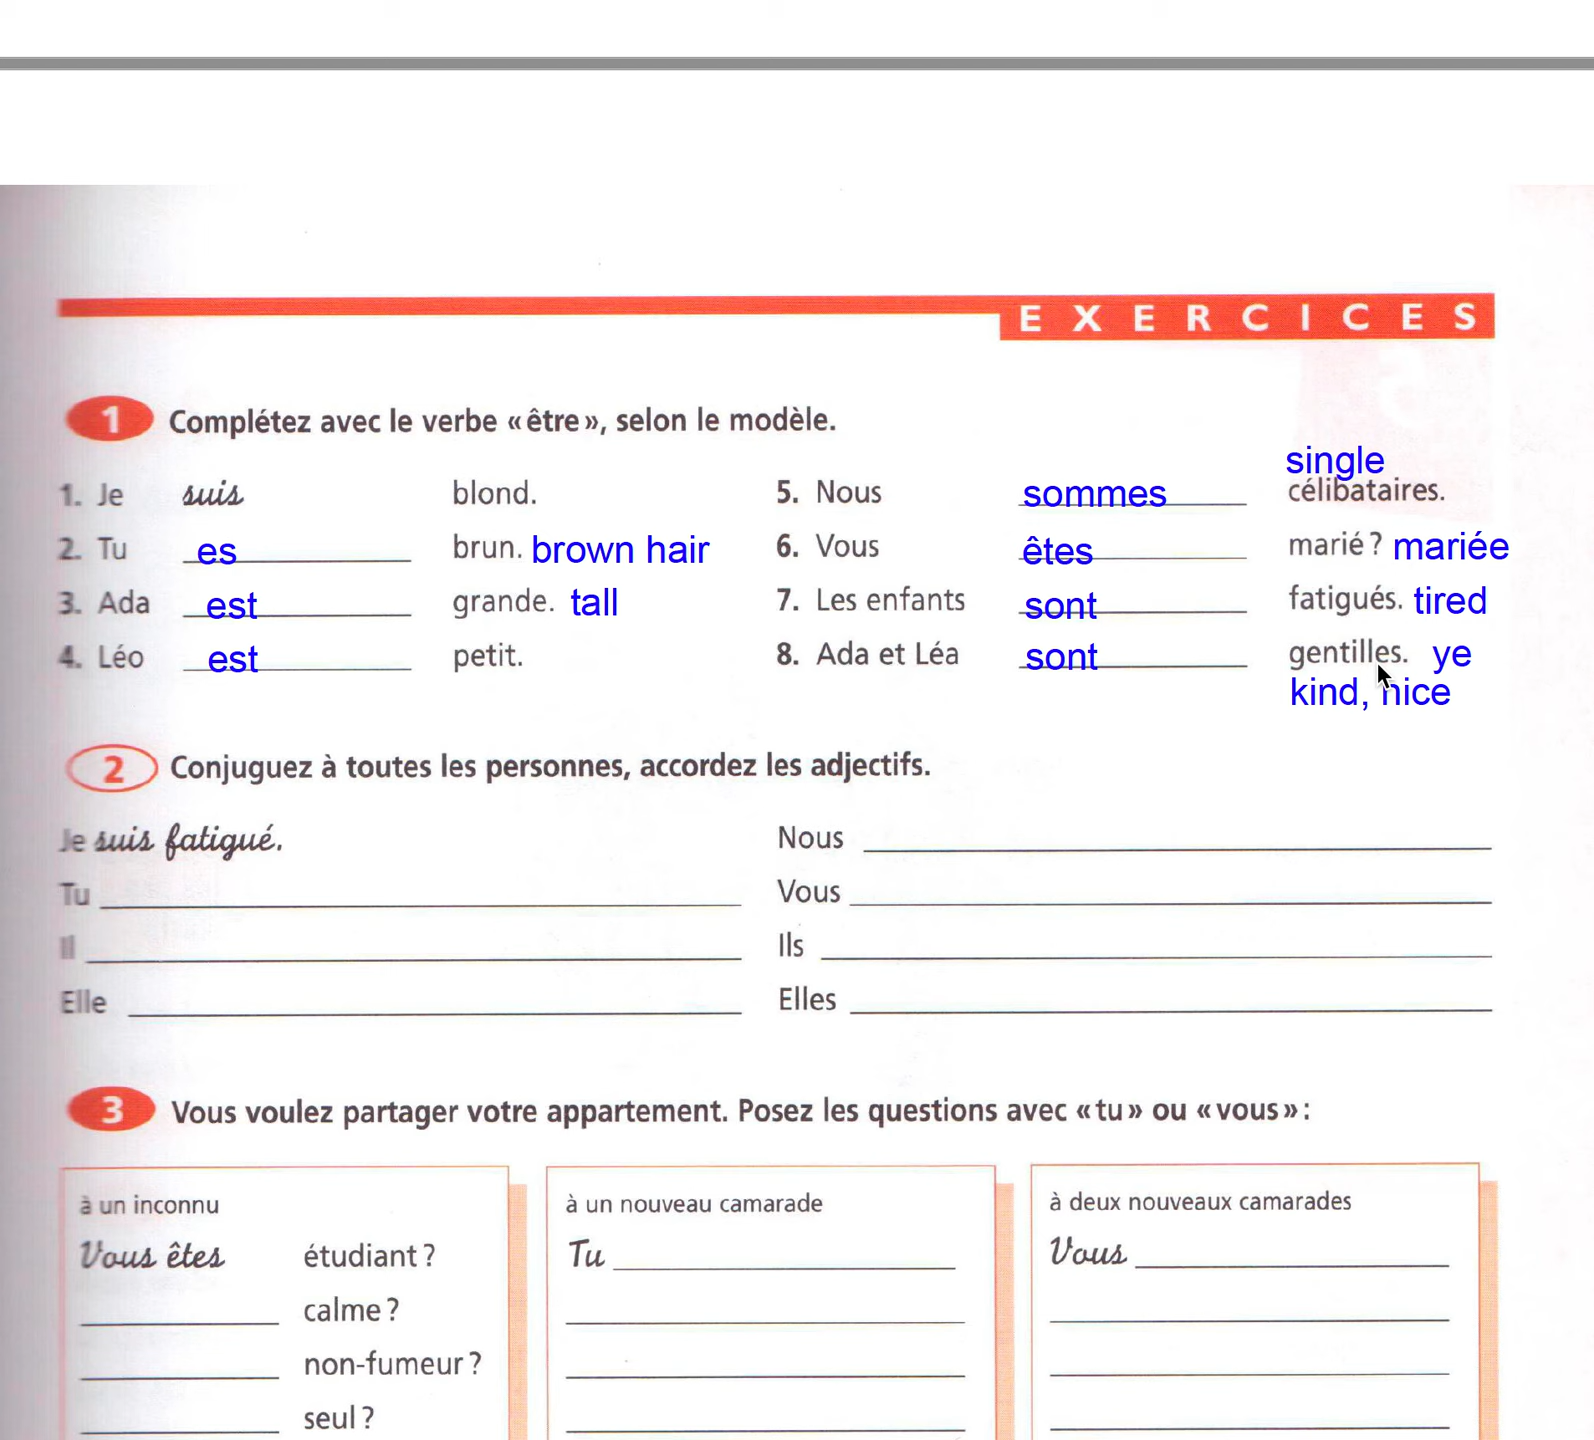 EXERCICES
1 Complétez avec le verbe « être », selon le modèle.
1. Je suis blond.
2. Tu es brun. brown hair
3. Ada est grande. tall
4. Léo est petit.
single
5. Nous sommes célibataires.
6. Vous êtes marié ? mariée
7. Les enfants sont fatigués. tired
8. Ada et Léa sont gentilles. ye
kind, nice
2 Conjuguez à toutes les personnes, accordez les adjectifs.
Je suis fatigué.
Tu
Il
Elle
Nous
Vous
Ils
Elles
3 Vous voulez partager votre appartement. Posez les questions avec « tu » ou « vous » :
à un inconnu
Vous êtes étudiant ?
calme ?
non-fumeur ?
seul ?
à un nouveau camarade
Tu
à deux nouveaux camarades
Vous